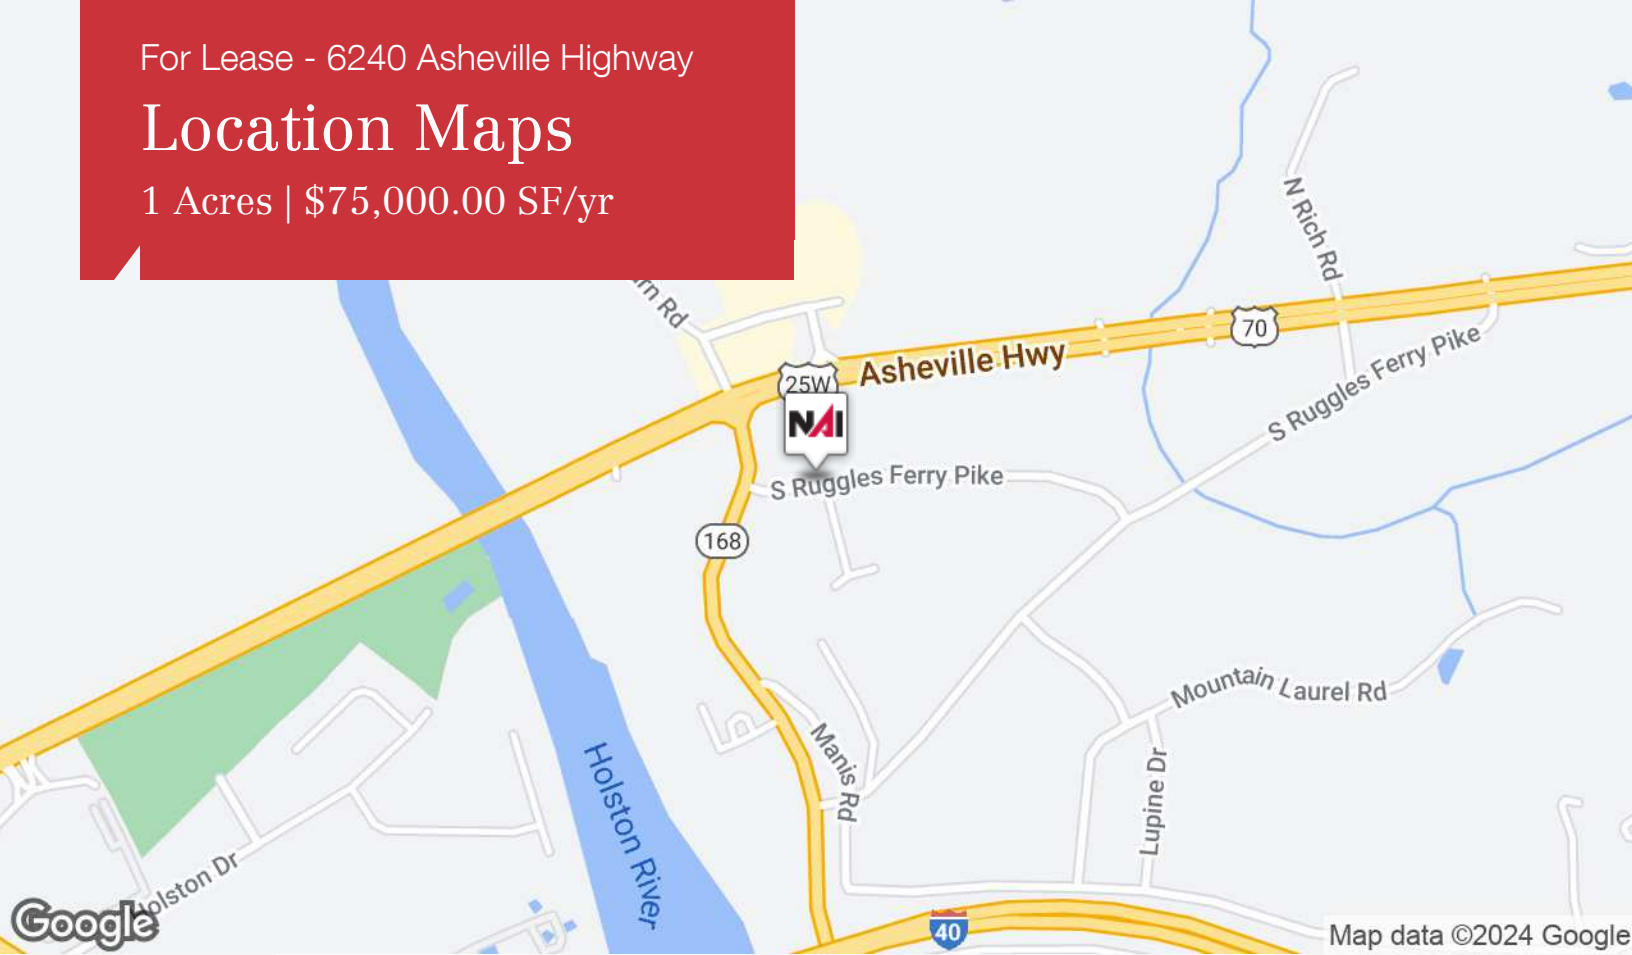 For Lease - 6240 Asheville Highway
Location Maps
1 Acres | $75,000.00 SF/yr
N Rich Rd
Rd
70
Asheville Hwy
25W
NAI
S Ruggles Ferry Pike
S Ruggles Ferry Pike
168
Mountain Laurel Rd
Manis Rd
Lupine Dr
Holston River
Holston Dr
40
Google
Map data ©2024 Google